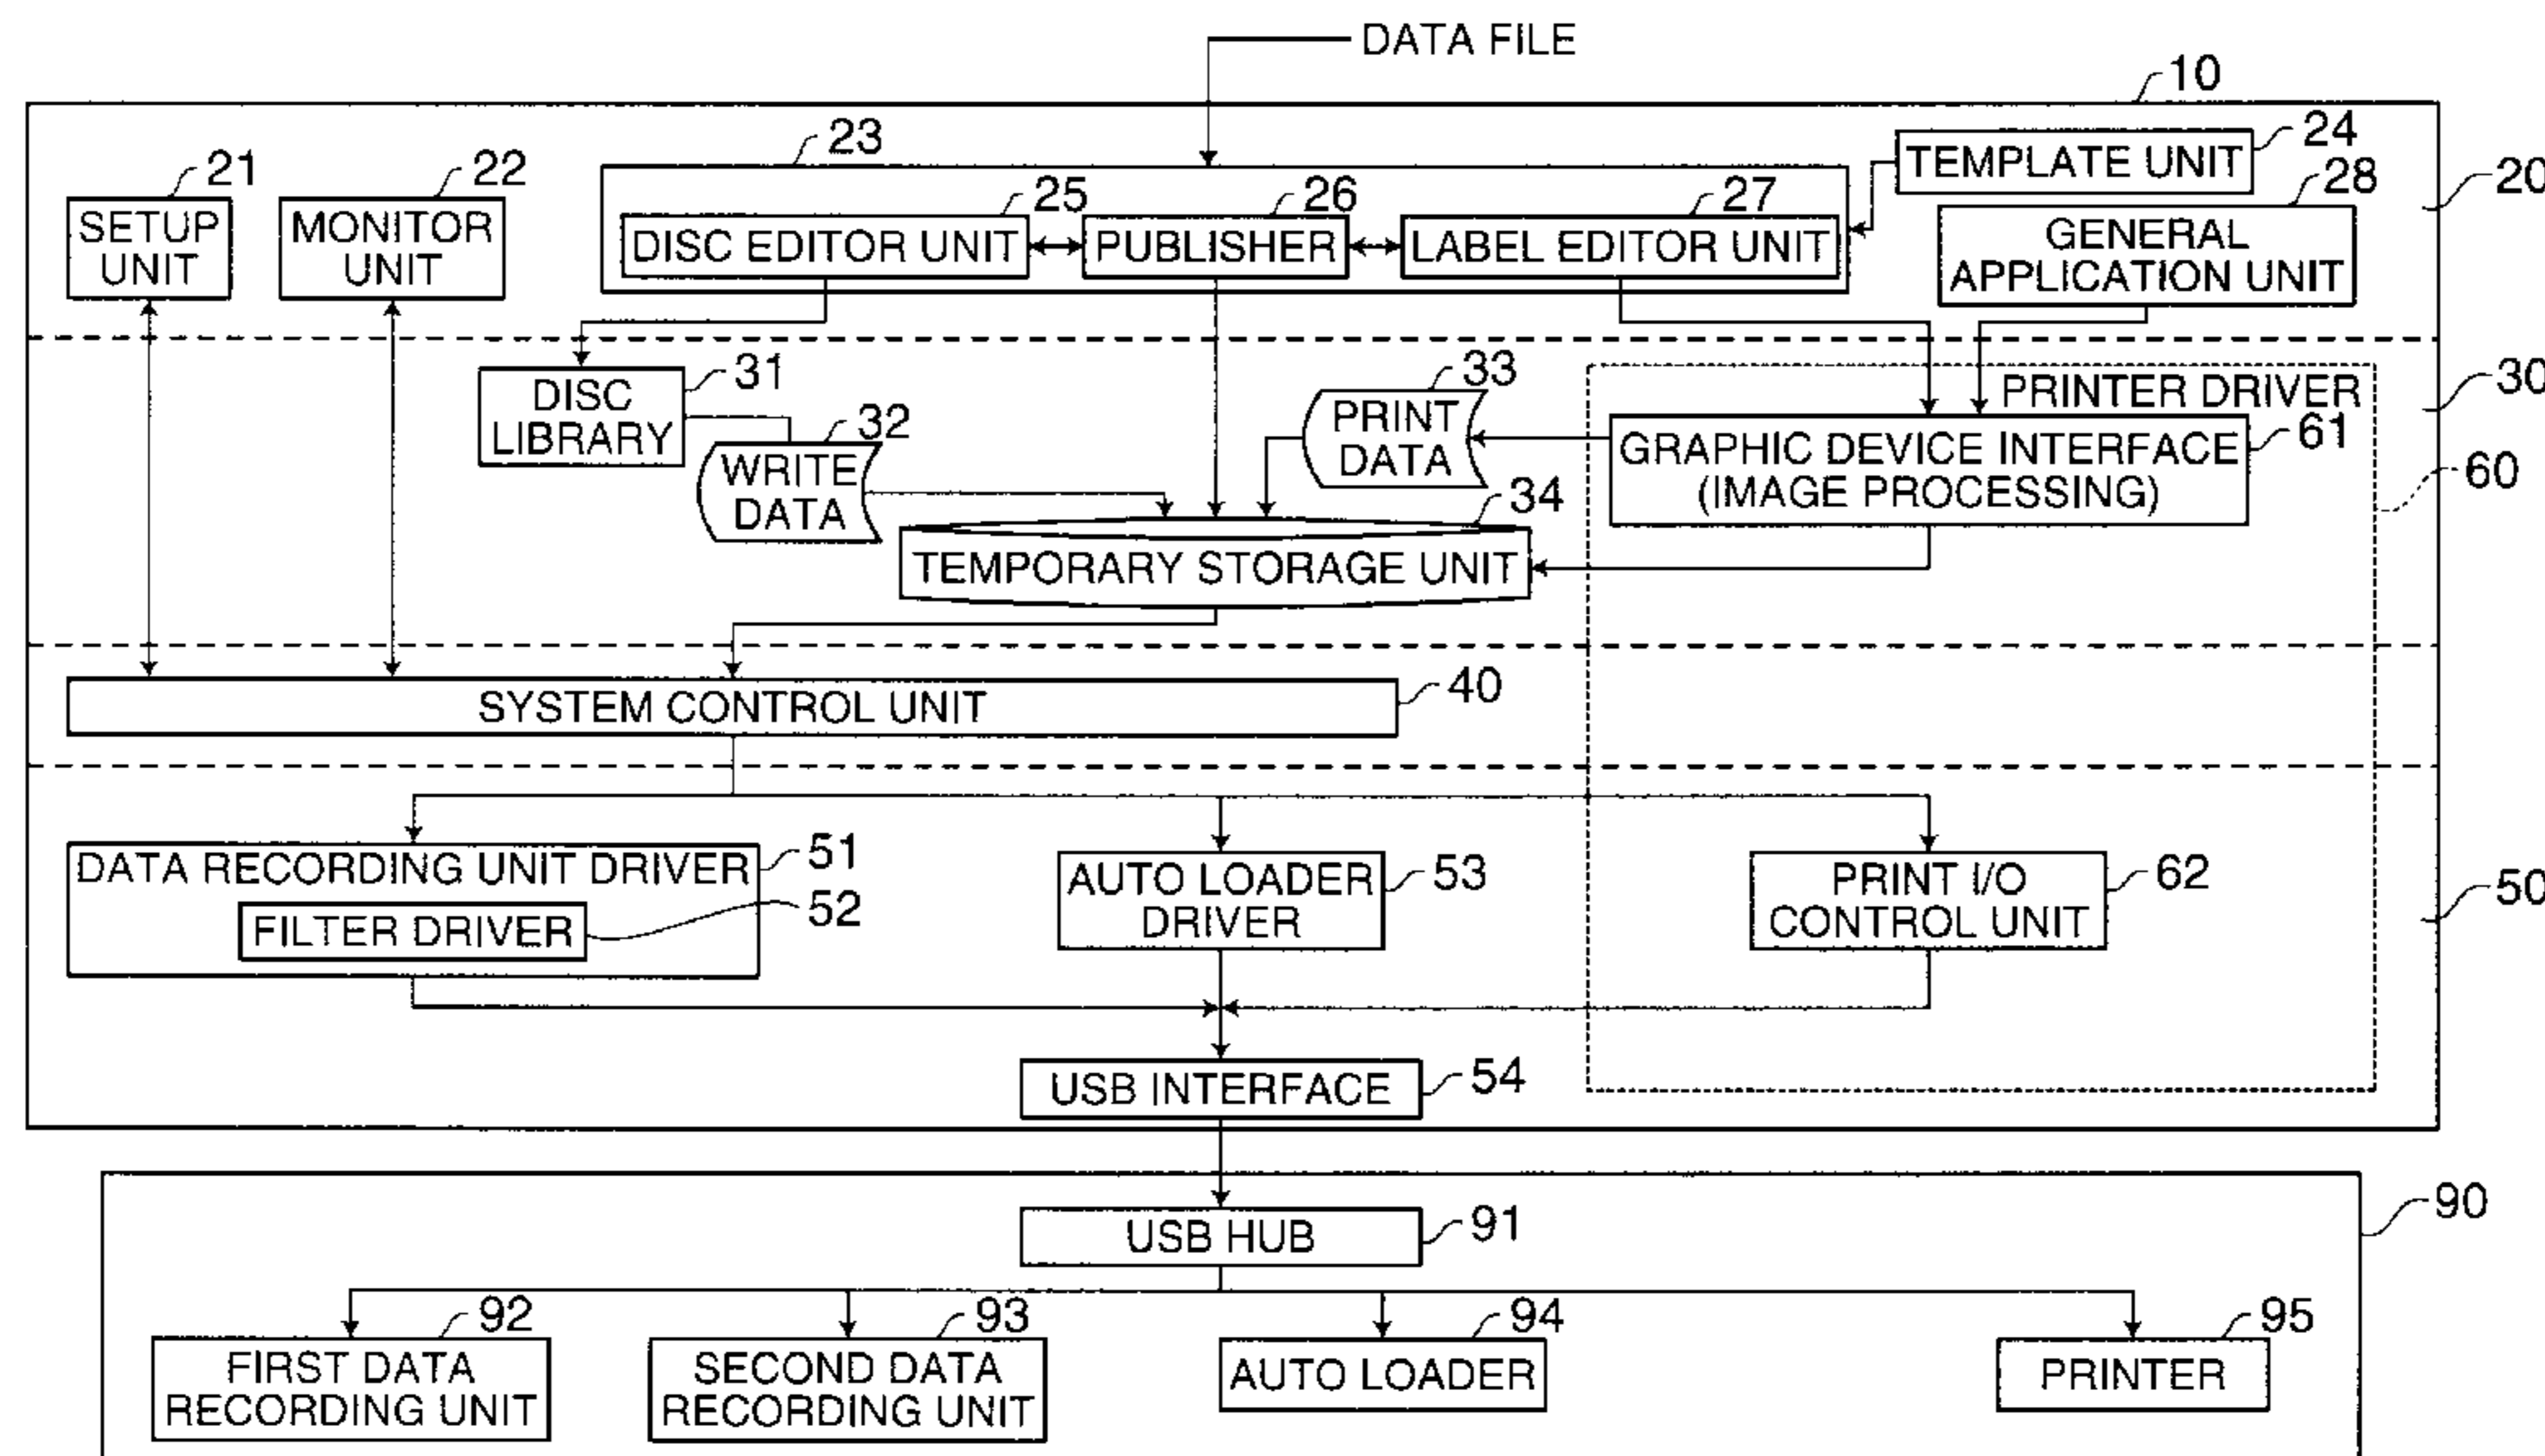 DATA FILE
10
23
24
TEMPLATE UNIT
21
22
25
26
27
28
20
SETUP
UNIT
MONITOR
UNIT
DISC EDITOR UNIT
PUBLISHER
LABEL EDITOR UNIT
GENERAL
APPLICATION UNIT
31
DISC
LIBRARY
32
WRITE
DATA
33
PRINT
DATA
PRINTER DRIVER
30
GRAPHIC DEVICE INTERFACE
(IMAGE PROCESSING)
61
60
34
TEMPORARY STORAGE UNIT
SYSTEM CONTROL UNIT
40
DATA RECORDING UNIT DRIVER
51
FILTER DRIVER
52
AUTO LOADER
DRIVER
53
PRINT I/O
CONTROL UNIT
62
50
USB INTERFACE
54
90
USB HUB
91
92
93
94
95
FIRST DATA
RECORDING UNIT
SECOND DATA
RECORDING UNIT
AUTO LOADER
PRINTER